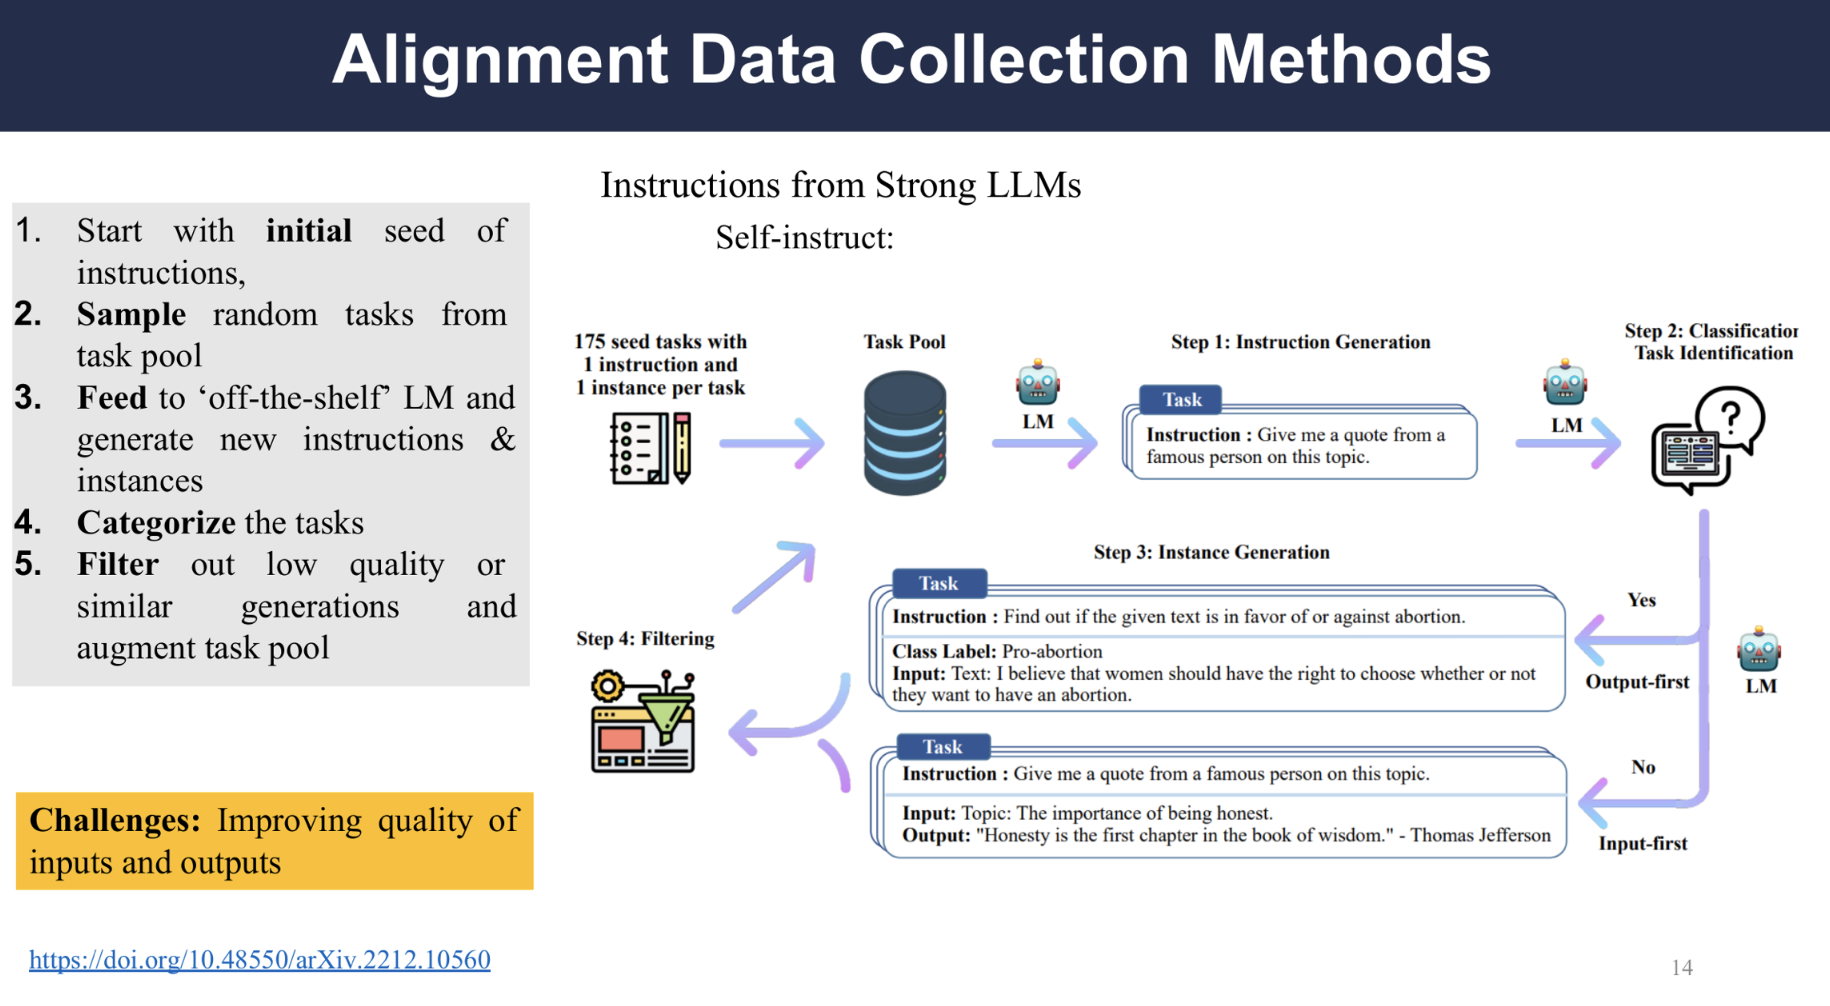 Alignment Data Collection Methods
Instructions from Strong LLMs
Self-instruct:
1. Start with initial seed of
instructions,
2. Sample random tasks from
task pool
3. Feed to ‘off-the-shelf’ LM and
generate new instructions &
instances
4. Categorize the tasks
5. Filter out low quality or
similar generations and
augment task pool
Challenges: Improving quality of
inputs and outputs
https://doi.org/10.48550/arXiv.2212.10560
175 seed tasks with
1 instruction and
1 instance per task
Task Pool
LM
Step 1: Instruction Generation
Task
Instruction : Give me a quote from a
famous person on this topic.
LM
Step 2: Classification
Task Identification
Step 3: Instance Generation
Task
Instruction : Find out if the given text is in favor of or against abortion.
Class Label: Pro-abortion
Input: Text: I believe that women should have the right to choose whether or not
they want to have an abortion.
Yes
Output-first
LM
Task
Instruction : Give me a quote from a famous person on this topic.
Input: Topic: The importance of being honest.
Output: "Honesty is the first chapter in the book of wisdom." - Thomas Jefferson
No
Input-first
Step 4: Filtering
14